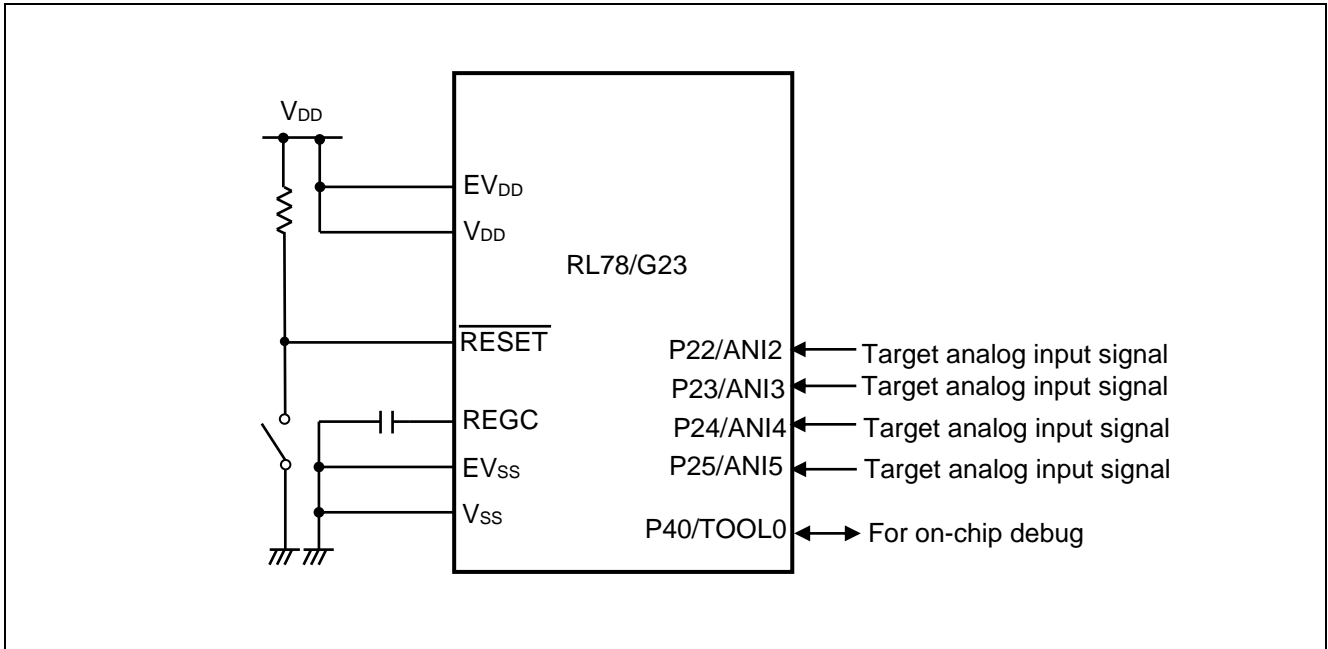 VDD
EVDD
VDD
RL78/G23
RESET
P22/ANI2 Target analog input signal
P23/ANI3 Target analog input signal
REGC
P24/ANI4 Target analog input signal
EVSS
P25/ANI5 Target analog input signal
VSS
P40/TOOL0 For on-chip debug